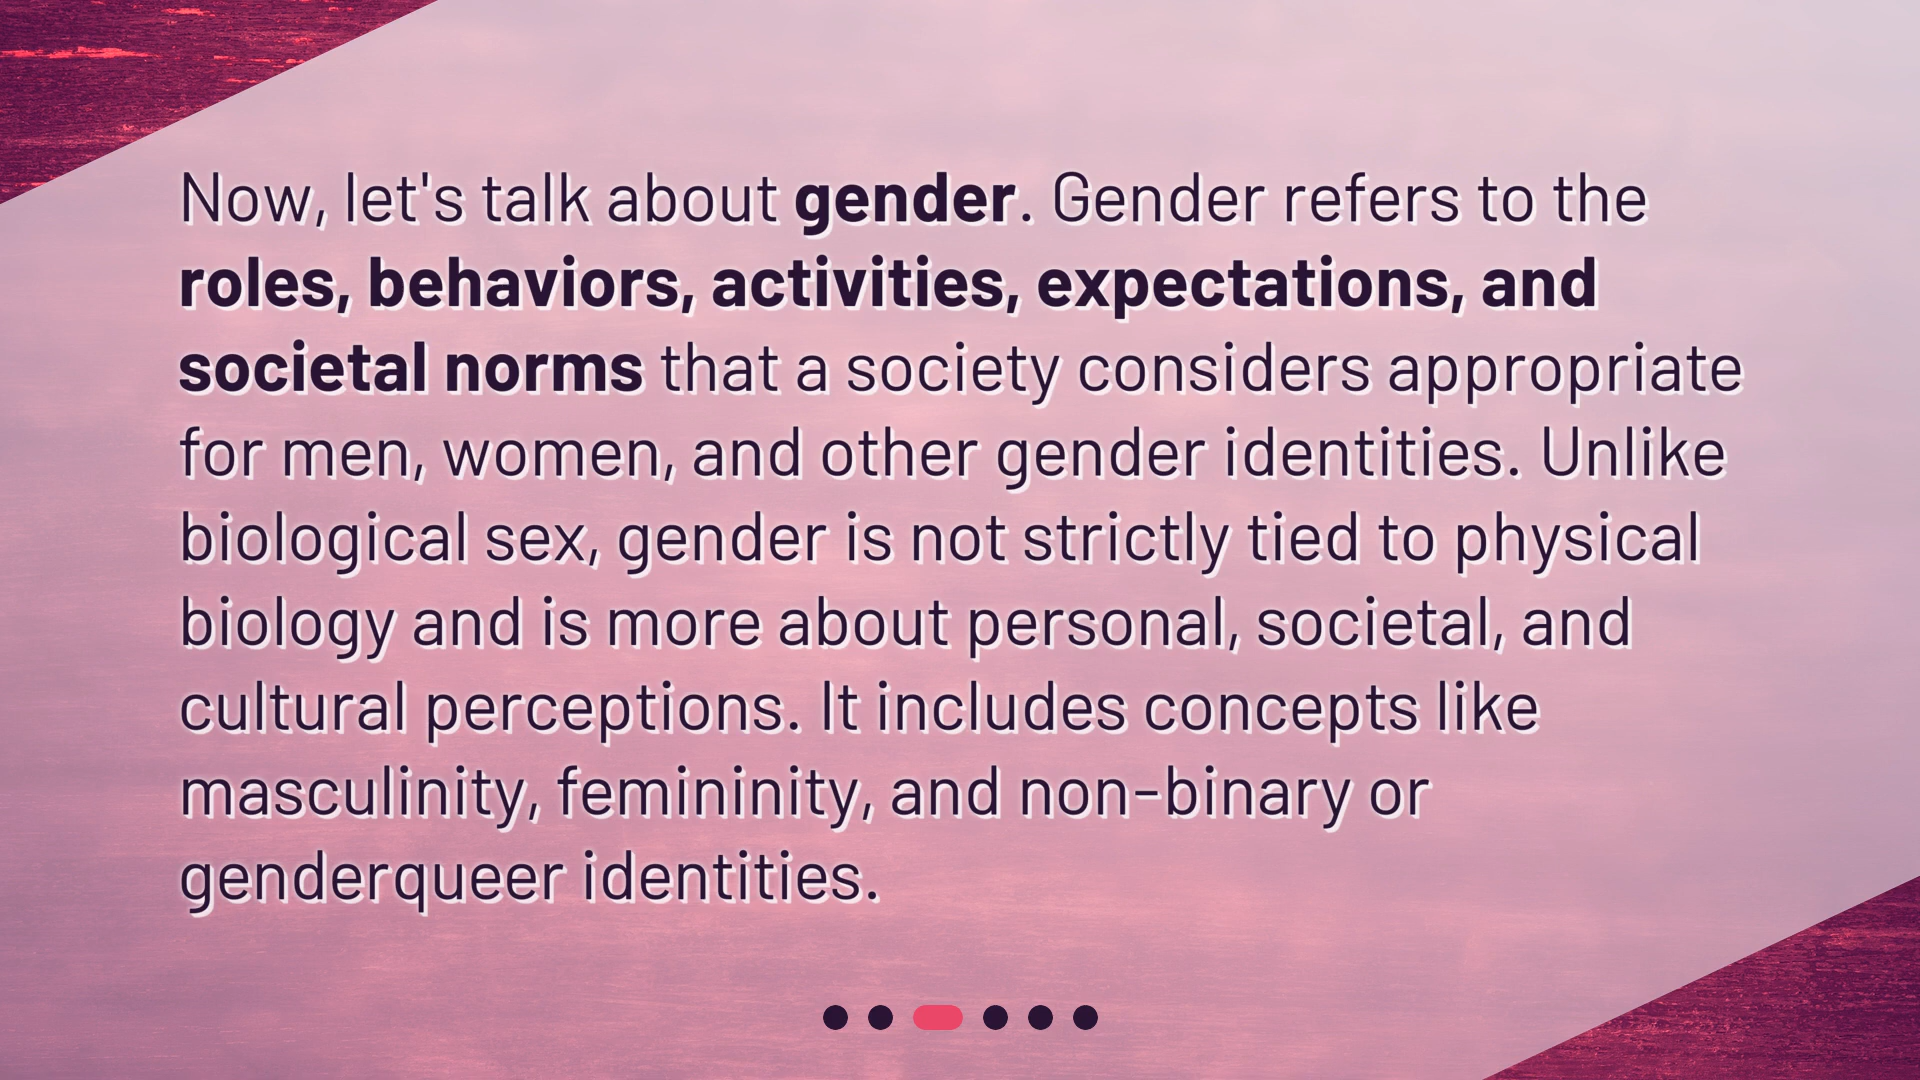 Now, let's talk about gender. Gender refers to the
roles, behaviors, activities, expectations, and
societal norms that a society considers appropriate
for men, women, and other gender identities. Unlike
biological sex, gender is not strictly tied to physical
biology and is more about personal, societal, and
cultural perceptions. It includes concepts like
masculinity, femininity, and non-binary or
genderqueer identities.